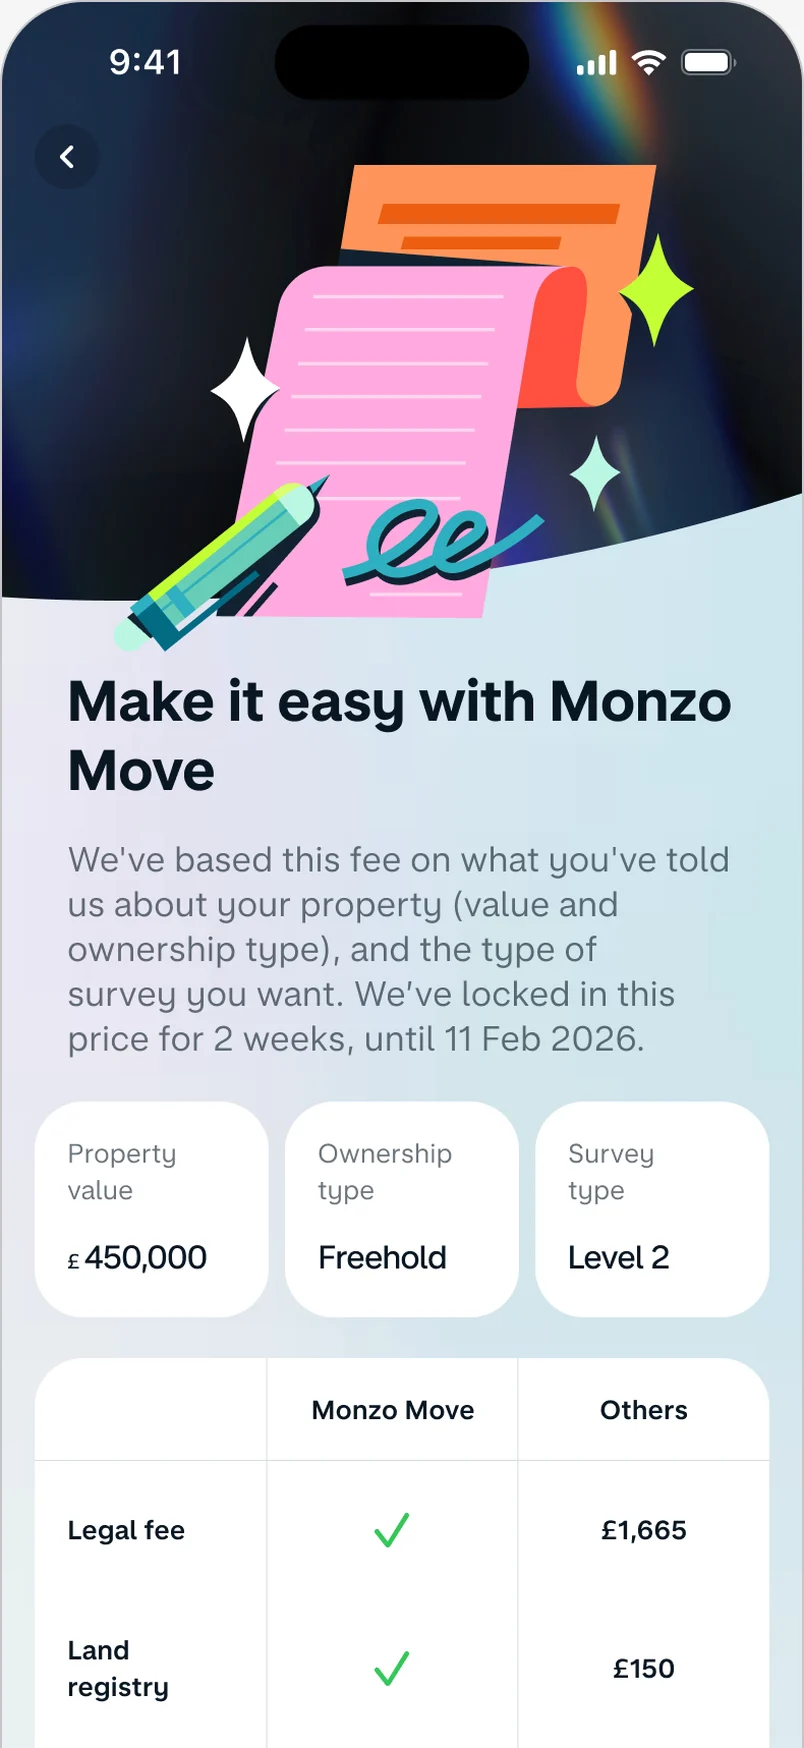 9:41
Make it easy with Monzo
Move
We've based this fee on what you've told
us about your property (value and
ownership type), and the type of
survey you want. We’ve locked in this
price for 2 weeks, until 11 Feb 2026.
Property
value
£450,000
Ownership
type
Freehold
Survey
type
Level 2
Monzo Move
Others
Legal fee
£1,665
Land
registry
£150